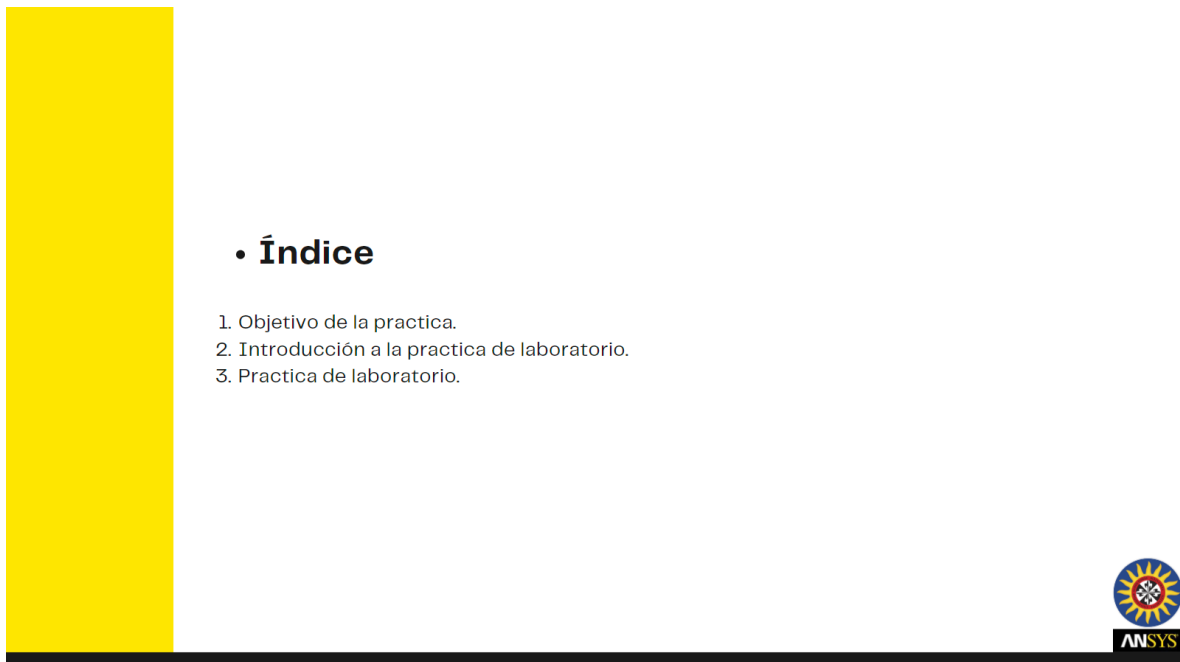 • Índice
1. Objetivo de la practica.
2. Introducción a la practica de laboratorio.
3. Practica de laboratorio.
ANSYS